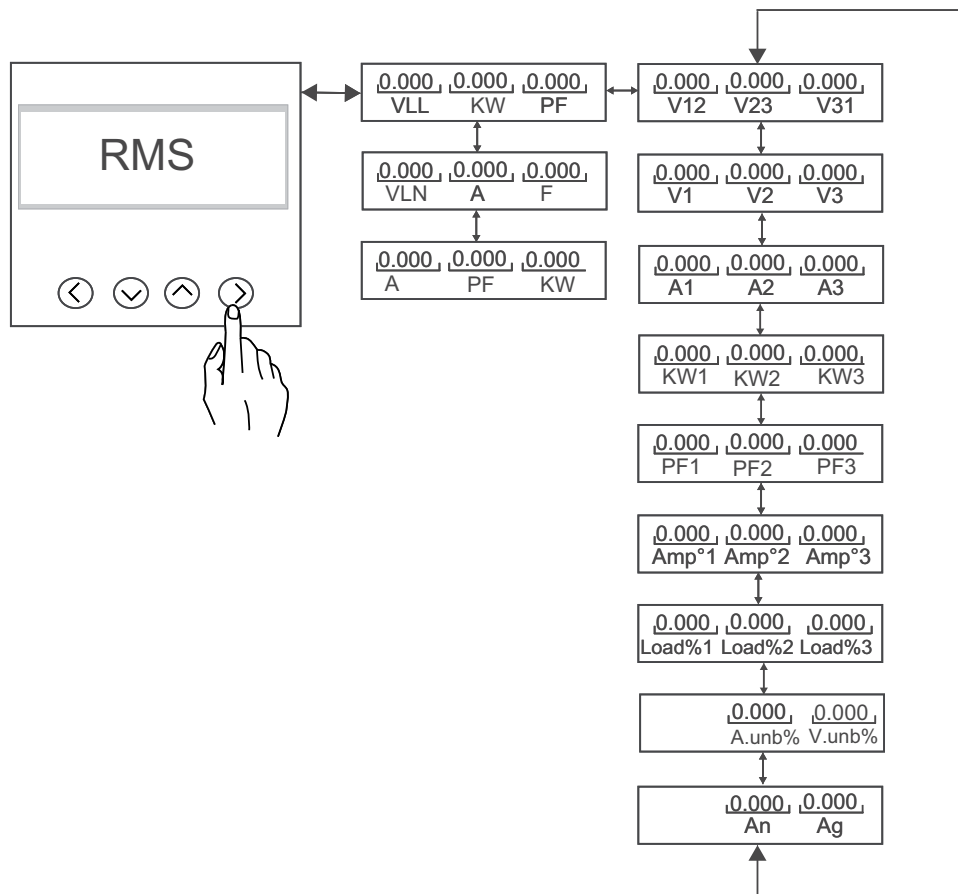 RMS
0.000 0.000 0.000
VLL KW PF
0.000 0.000 0.000
VLN A F
0.000 0.000 0.000
A PF KW
0.000 0.000 0.000
V12 V23 V31
0.000 0.000 0.000
V1 V2 V3
0.000 0.000 0.000
A1 A2 A3
0.000 0.000 0.000
KW1 KW2 KW3
0.000 0.000 0.000
PF1 PF2 PF3
0.000 0.000 0.000
Amp°1 Amp°2 Amp°3
0.000 0.000 0.000
Load%1 Load%2 Load%3
0.000 0.000
A.unb% V.unb%
0.000 0.000
An Ag